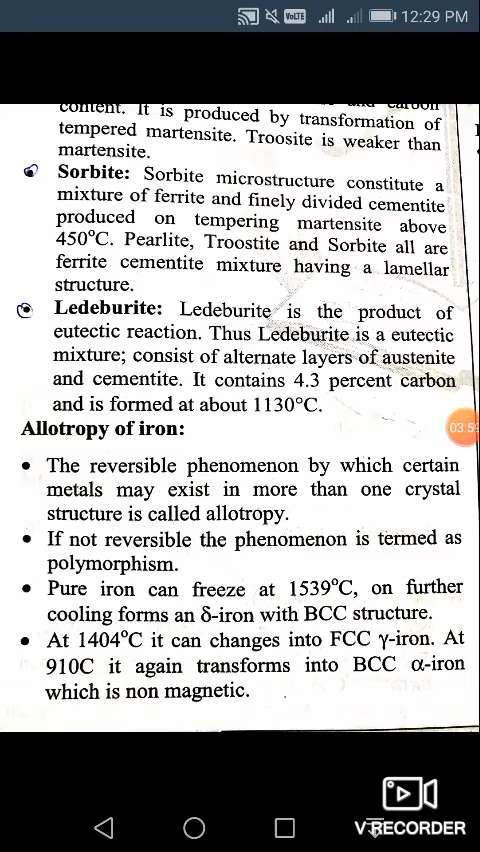 VoLTE 12:29 PM
content. It is produced by transformation of and carbon
tempered martensite. Troosite is weaker than
martensite.
Sorbite: Sorbite microstructure constitute a
mixture of ferrite and finely divided cementite
produced on tempering martensite above
450°C. Pearlite, Troostite and Sorbite all are
ferrite cementite mixture having a lamellar
structure.
Ledeburite: Ledeburite is the product of
eutectic reaction. Thus Ledeburite is a eutectic
mixture; consist of alternate layers of austenite
and cementite. It contains 4.3 percent carbon
and is formed at about 1130°C.
03:59
Allotropy of iron:
• The reversible phenomenon by which certain
metals may exist in more than one crystal
structure is called allotropy.
• If not reversible the phenomenon is termed as
polymorphism.
• Pure iron can freeze at 1539°C, on further
cooling forms an δ-iron with BCC structure.
• At 1404°C it can changes into FCC γ-iron. At
910C it again transforms into BCC α-iron
which is non magnetic.
V RECORDER